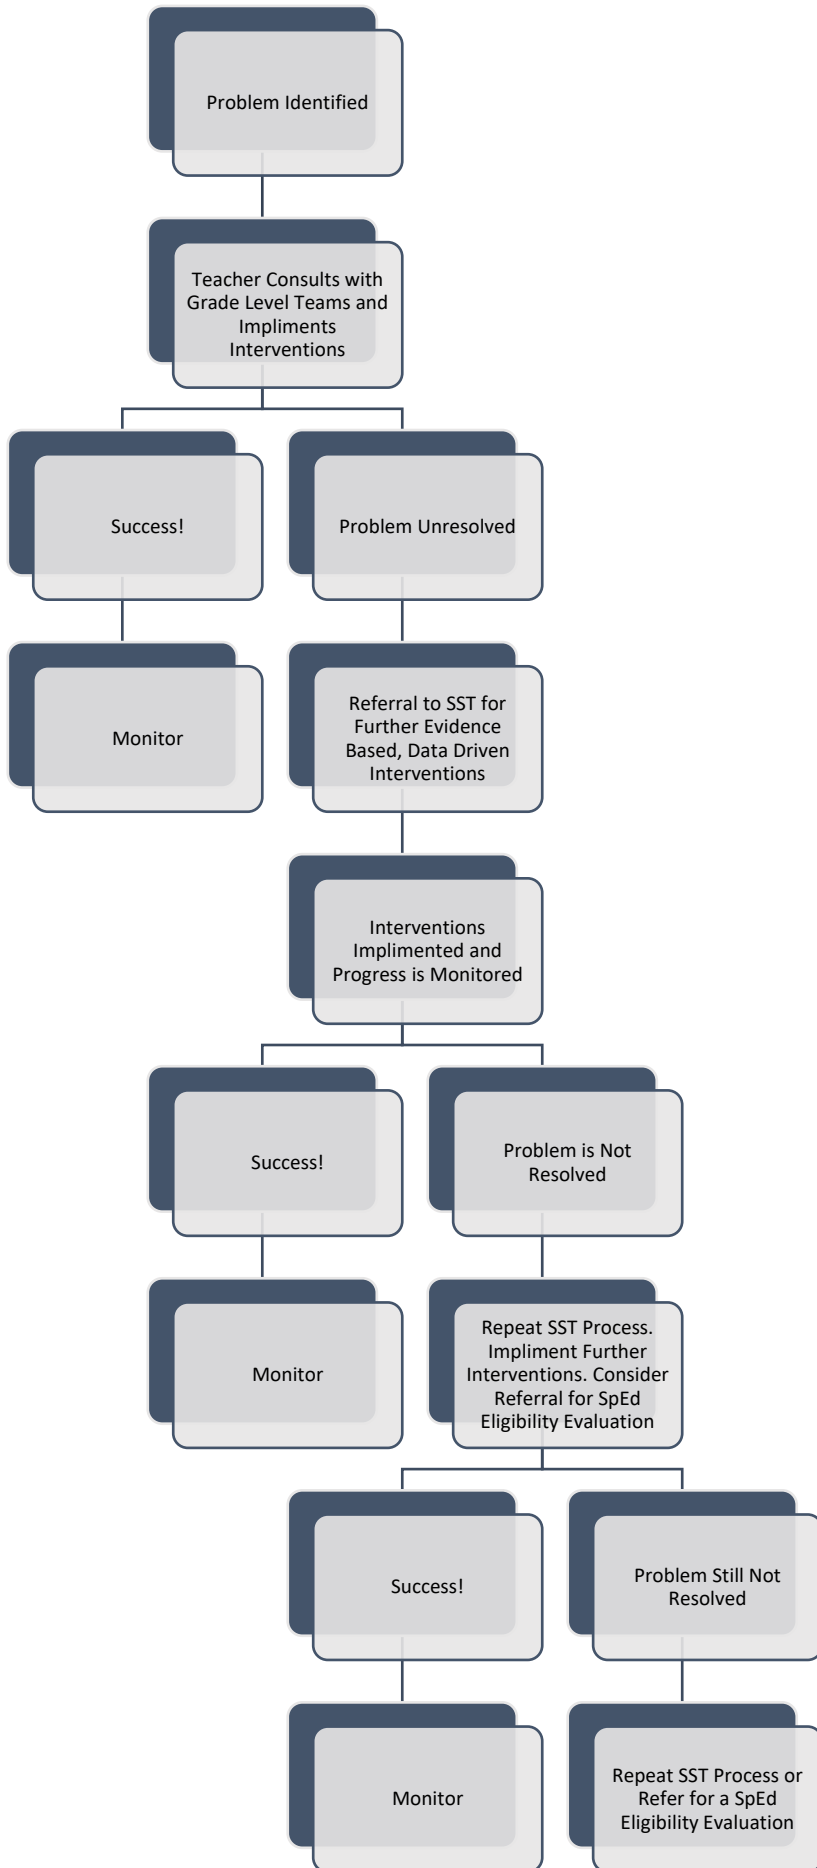 Problem Identified
Teacher Consults with
Grade Level Teams and
Impliments
Interventions
Success!
Problem Unresolved
Monitor
Referral to SST for
Further Evidence
Based, Data Driven
Interventions
Interventions
Implimented and
Progress is Monitored
Success!
Problem is Not
Resolved
Monitor
Repeat SST Process.
Impliment Further
Interventions. Consider
Referral for SpEd
Eligibility Evaluation
Success!
Problem Still Not
Resolved
Monitor
Repeat SST Process or
Refer for a SpEd
Eligibility Evaluation